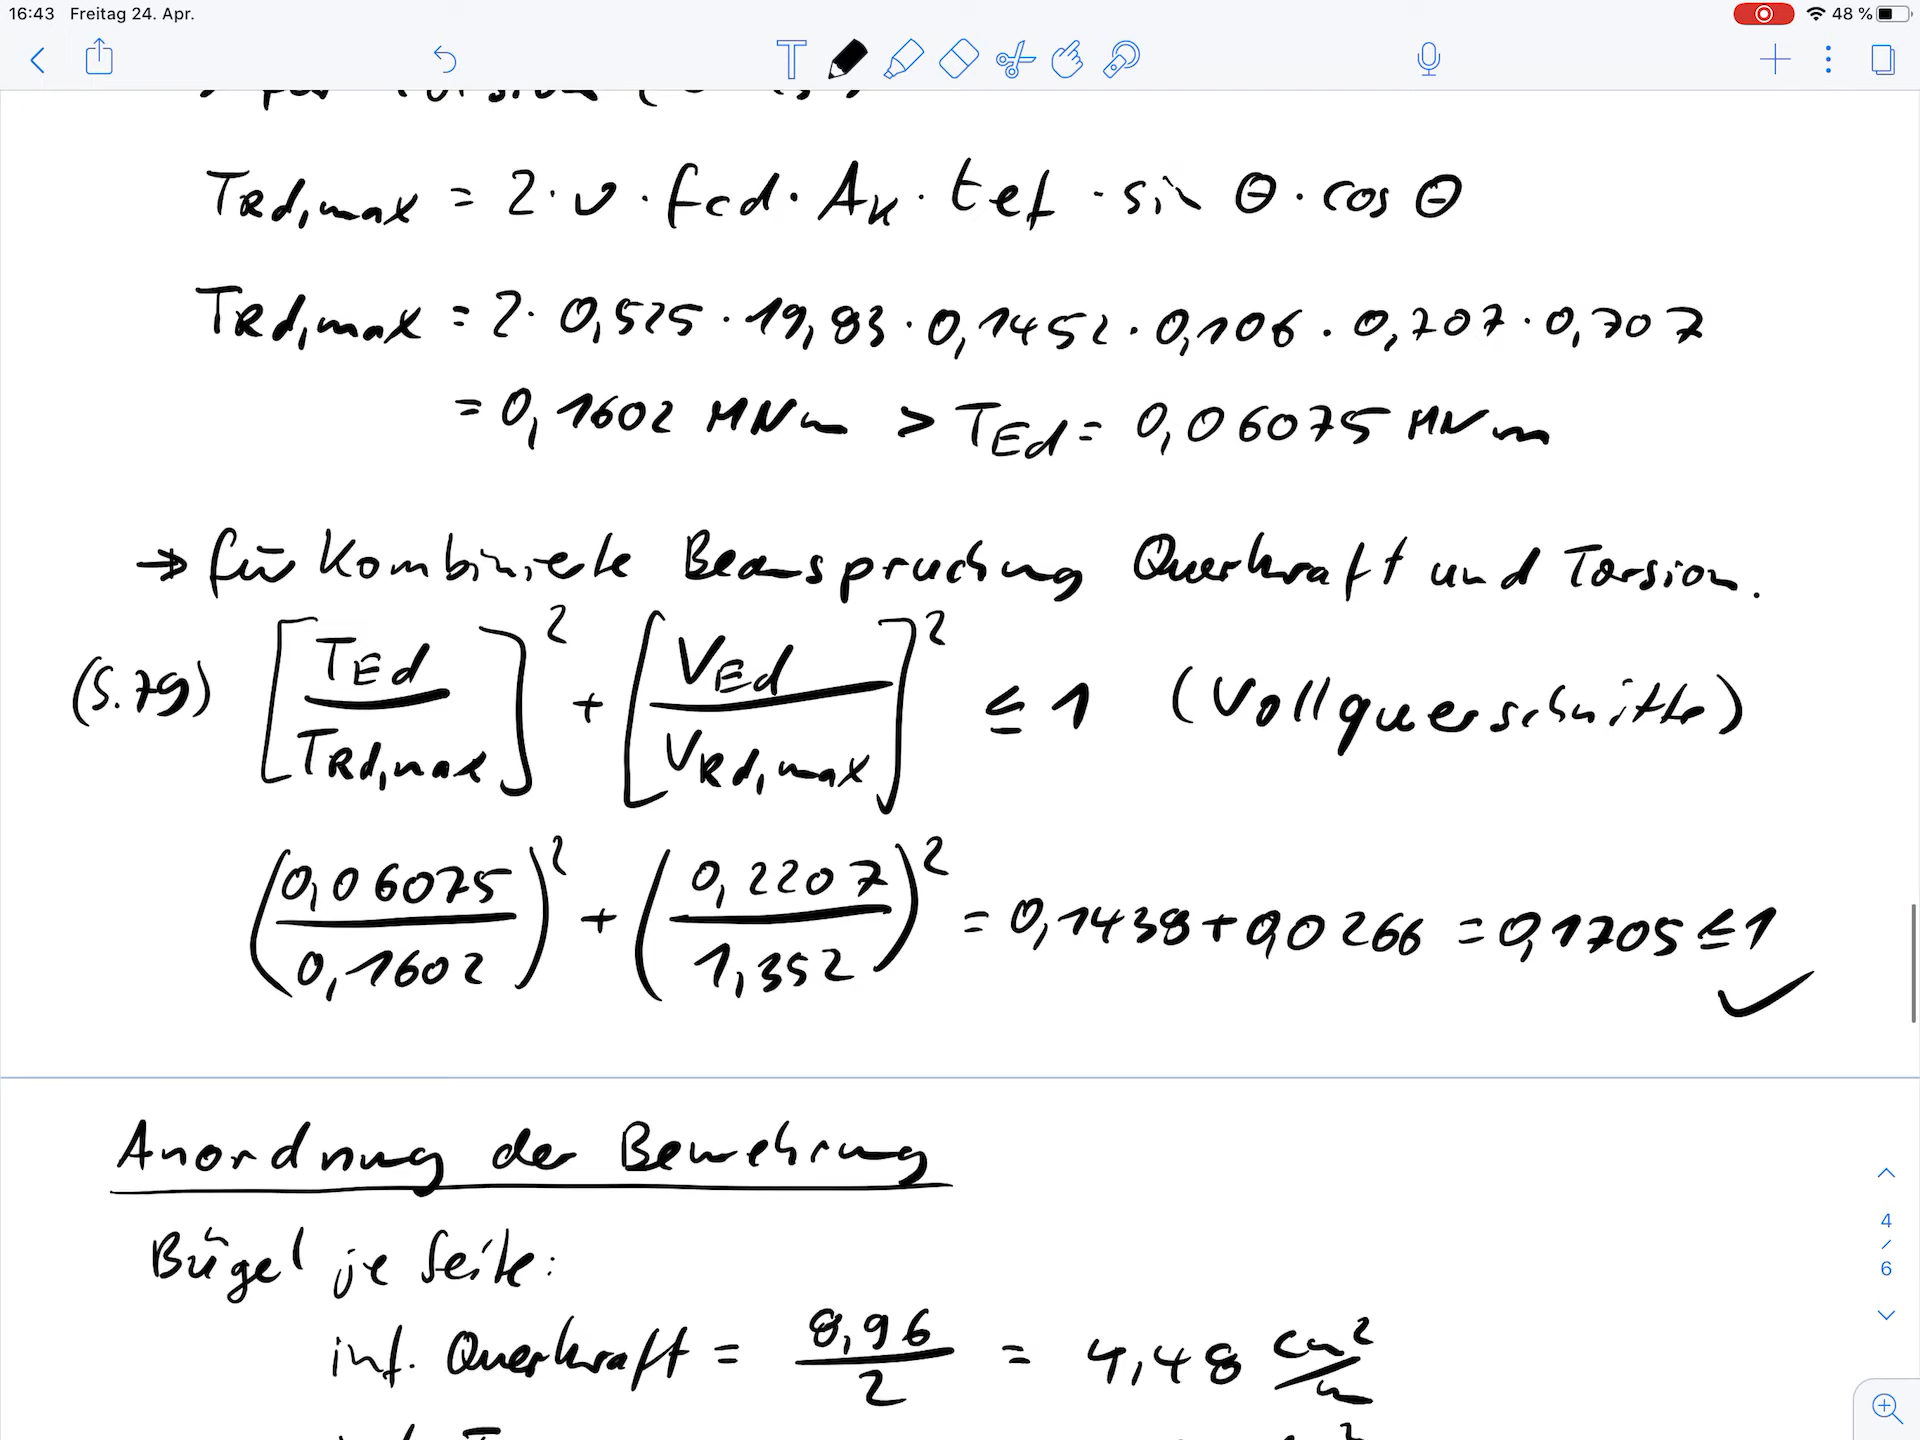 16:43 Freitag 24. Apr. 48 %
T
TRd,max = 2 · ν · fcd · AK · tef · sin θ · cos θ
TRd,max = 2 · 0,525 · 19,83 · 0,1452 · 0,106 · 0,707 · 0,707
= 0,1602 MNm > TEd = 0,06075 MNm
→ für Kombinierte Beanspruchung Querkraft und Torsion.
(S.79) [TEd / TRd,max]² + [VEd / VRd,max]² ≤ 1 (Vollquerschnitte)
(0,06075 / 0,1602)² + (0,2207 / 1,352)² = 0,1438 + 0,0266 = 0,1705 ≤ 1 ✓
Anordnung der Bewehrung
Bügel je Seite:
inf. Querkraft = 8,96 / 2 = 4,48 cm²/m
4
/
6